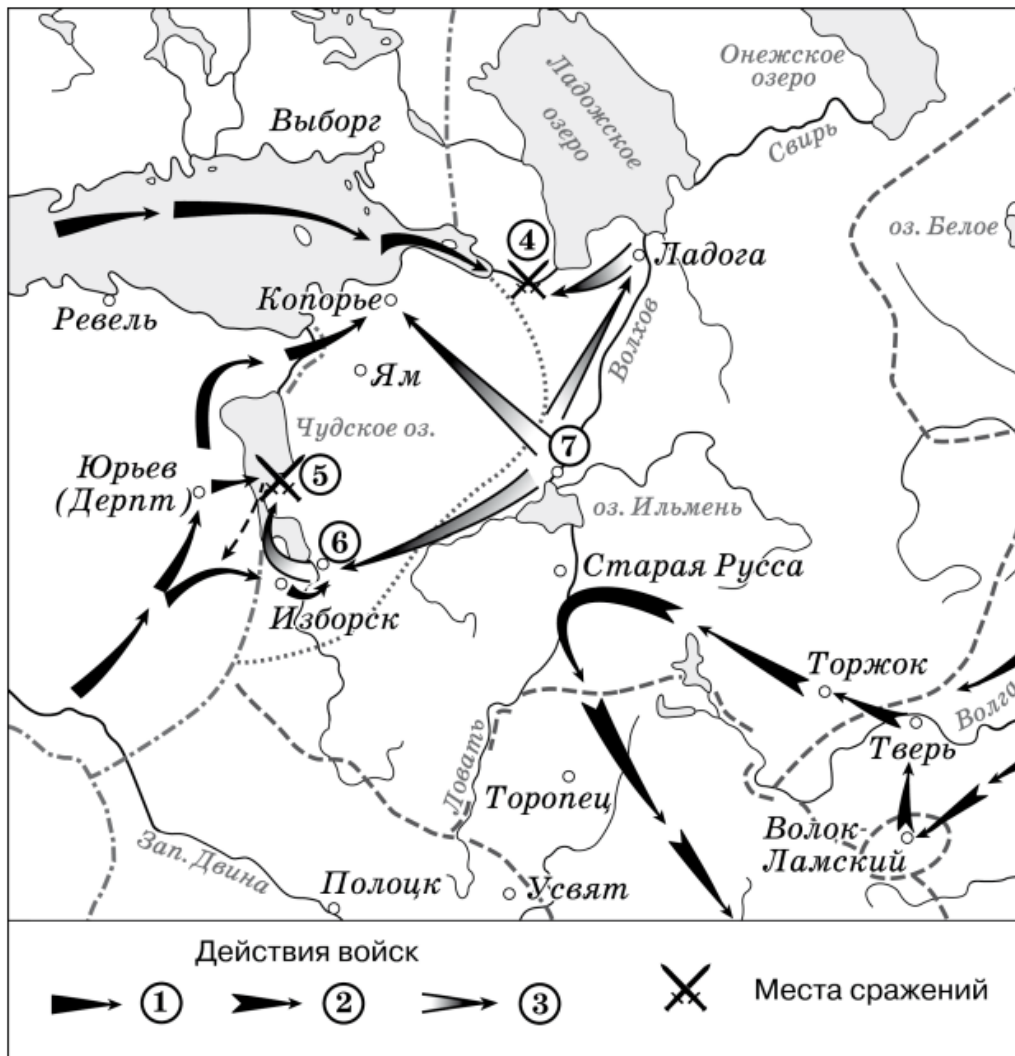 Онежское
озеро
Ладожское
озеро
Выборг
Свирь
4
оз. Белое
Ладога
Копорье
Ревель
Волхов
Ям
Чудское оз.
7
Юрьев
(Дерпт)
5
оз. Ильмень
6
Старая Русса
Изборск
Торжок
Волга
Тверь
Ловать
Торопец
Волок-
Ламский
Зап. Двина
Полоцк
Усвят
Действия войск
1
2
3
Места сражений